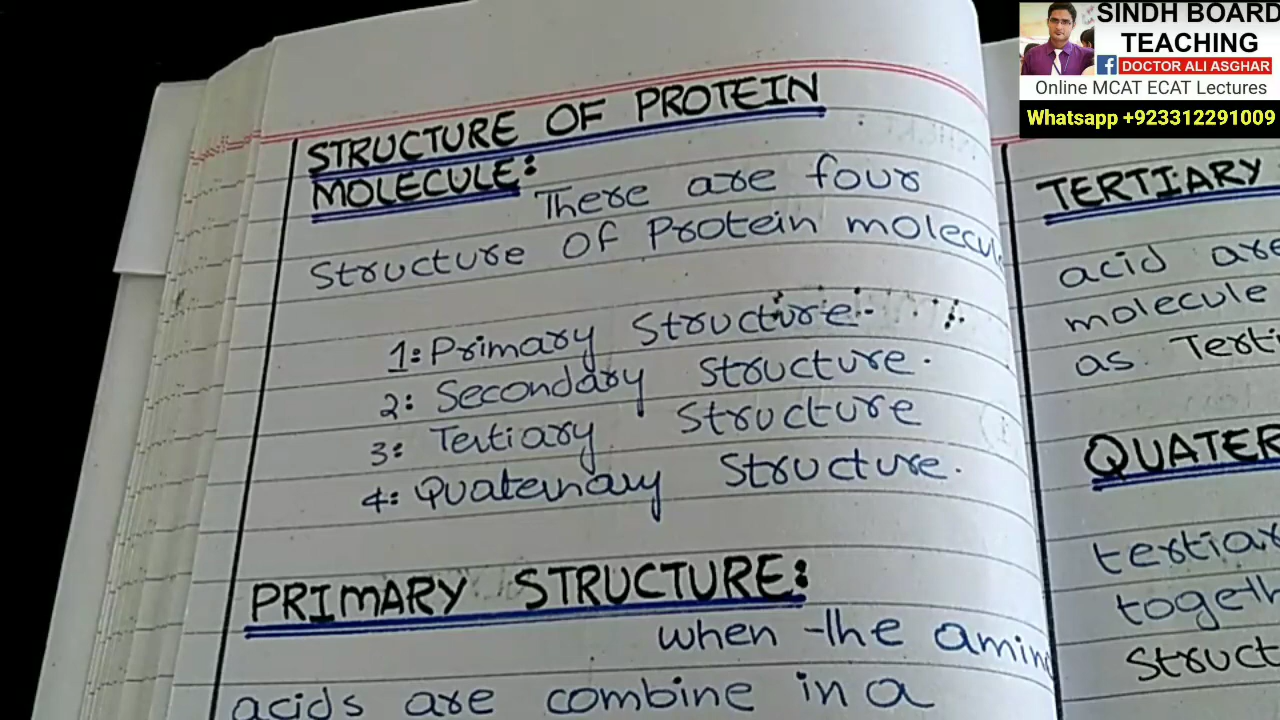 SINDH BOARD
TEACHING
f DOCTOR ALI ASGHAR
Online MCAT ECAT Lectures
Whatsapp +923312291009
STRUCTURE OF PROTEIN
MOLECULE:
There are four
Structure OF Protein molecul
1: Primary Structure.
2: Secondary Structure.
3: Tertiary Structure
4: Quaternary Structure.
PRIMARY STRUCTURE:
when the amin
acids are combine in a
TERTIARY
acid are
molecule
as. Terti
QUATER
tertiar
togeth
Struct